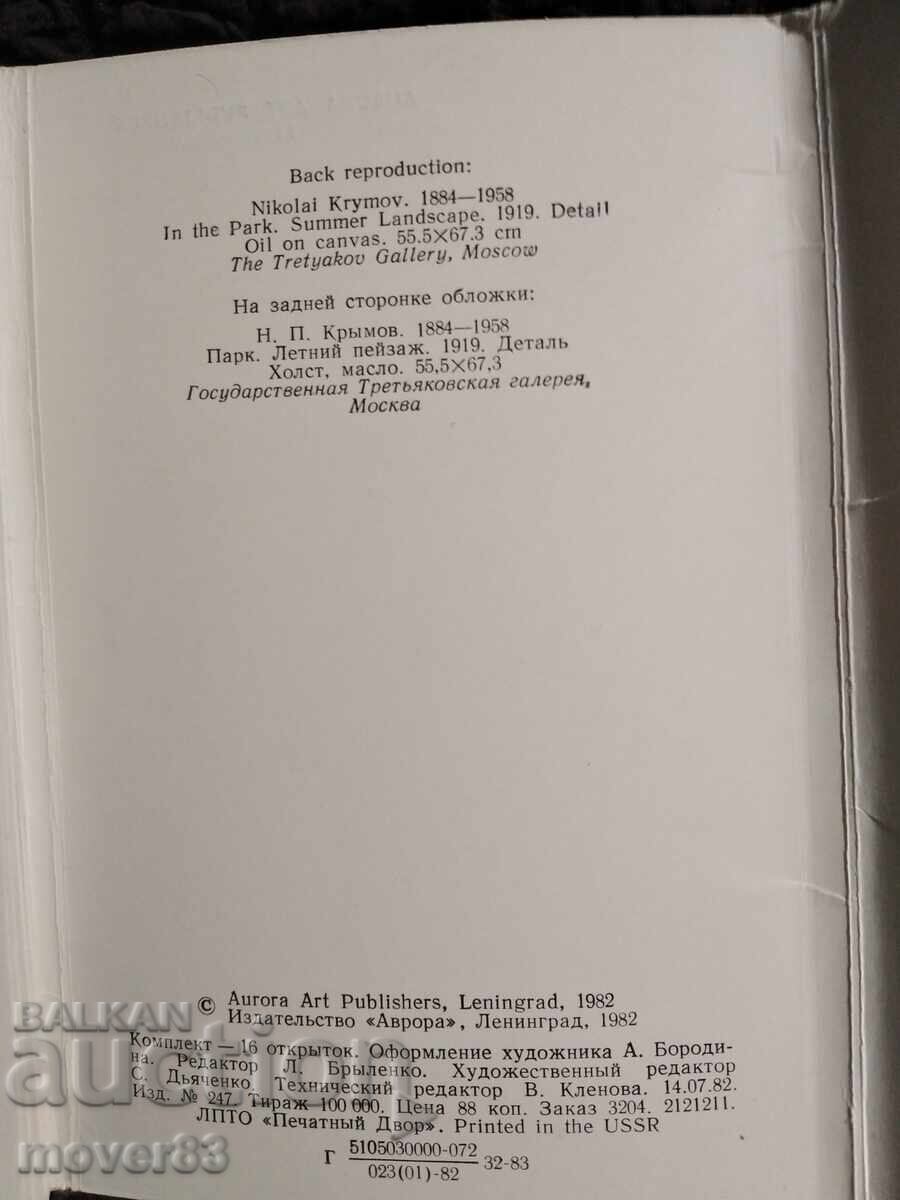 Back reproduction:
Nikolai Krymov. 1884—1958
In the Park. Summer Landscape. 1919. Detail
Oil on canvas. 55.5×67.3 cm
The Tretyakov Gallery, Moscow
На задней сторонке обложки:
Н. П. Крымов. 1884—1958
Парк. Летний пейзаж. 1919. Деталь
Холст, масло. 55,5×67,3
Государственная Третьяковская галерея,
Москва
© Aurora Art Publishers, Leningrad, 1982
Издательство «Аврора», Ленинград, 1982
Комплект — 16 открыток. Оформление художника А. Бороди-
на. Редактор Л. Брыленко. Художественный редактор
С. Дьяченко. Технический редактор В. Кленова. 14.07.82.
Изд. № 247. Тираж 100 000. Цена 88 коп. Заказ 3204. 2121211.
ЛПТО «Печатный Двор». Printed in the USSR
Г 5105030000-072
023(01)-82 32-83
BALKAN
auction
mover83